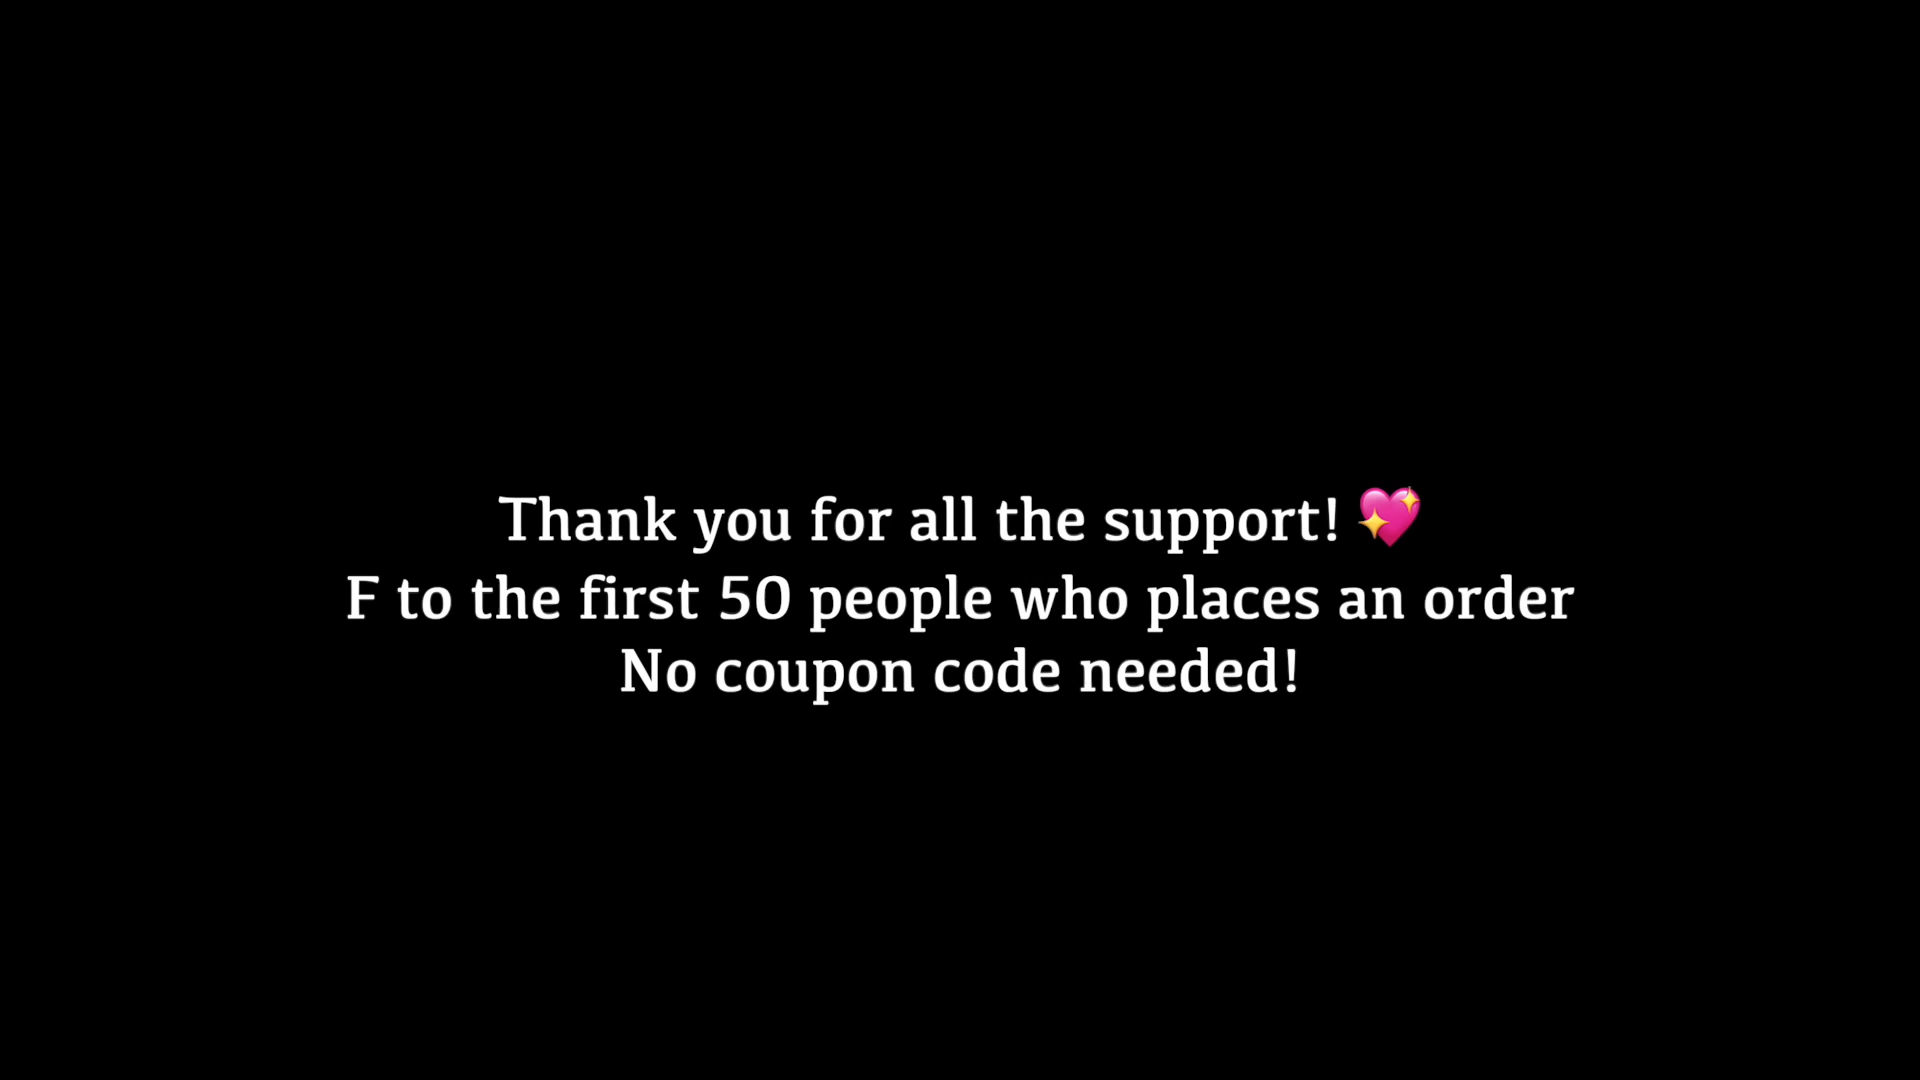 Thank you for all the support! 💖
F to the first 50 people who places an order
No coupon code needed!